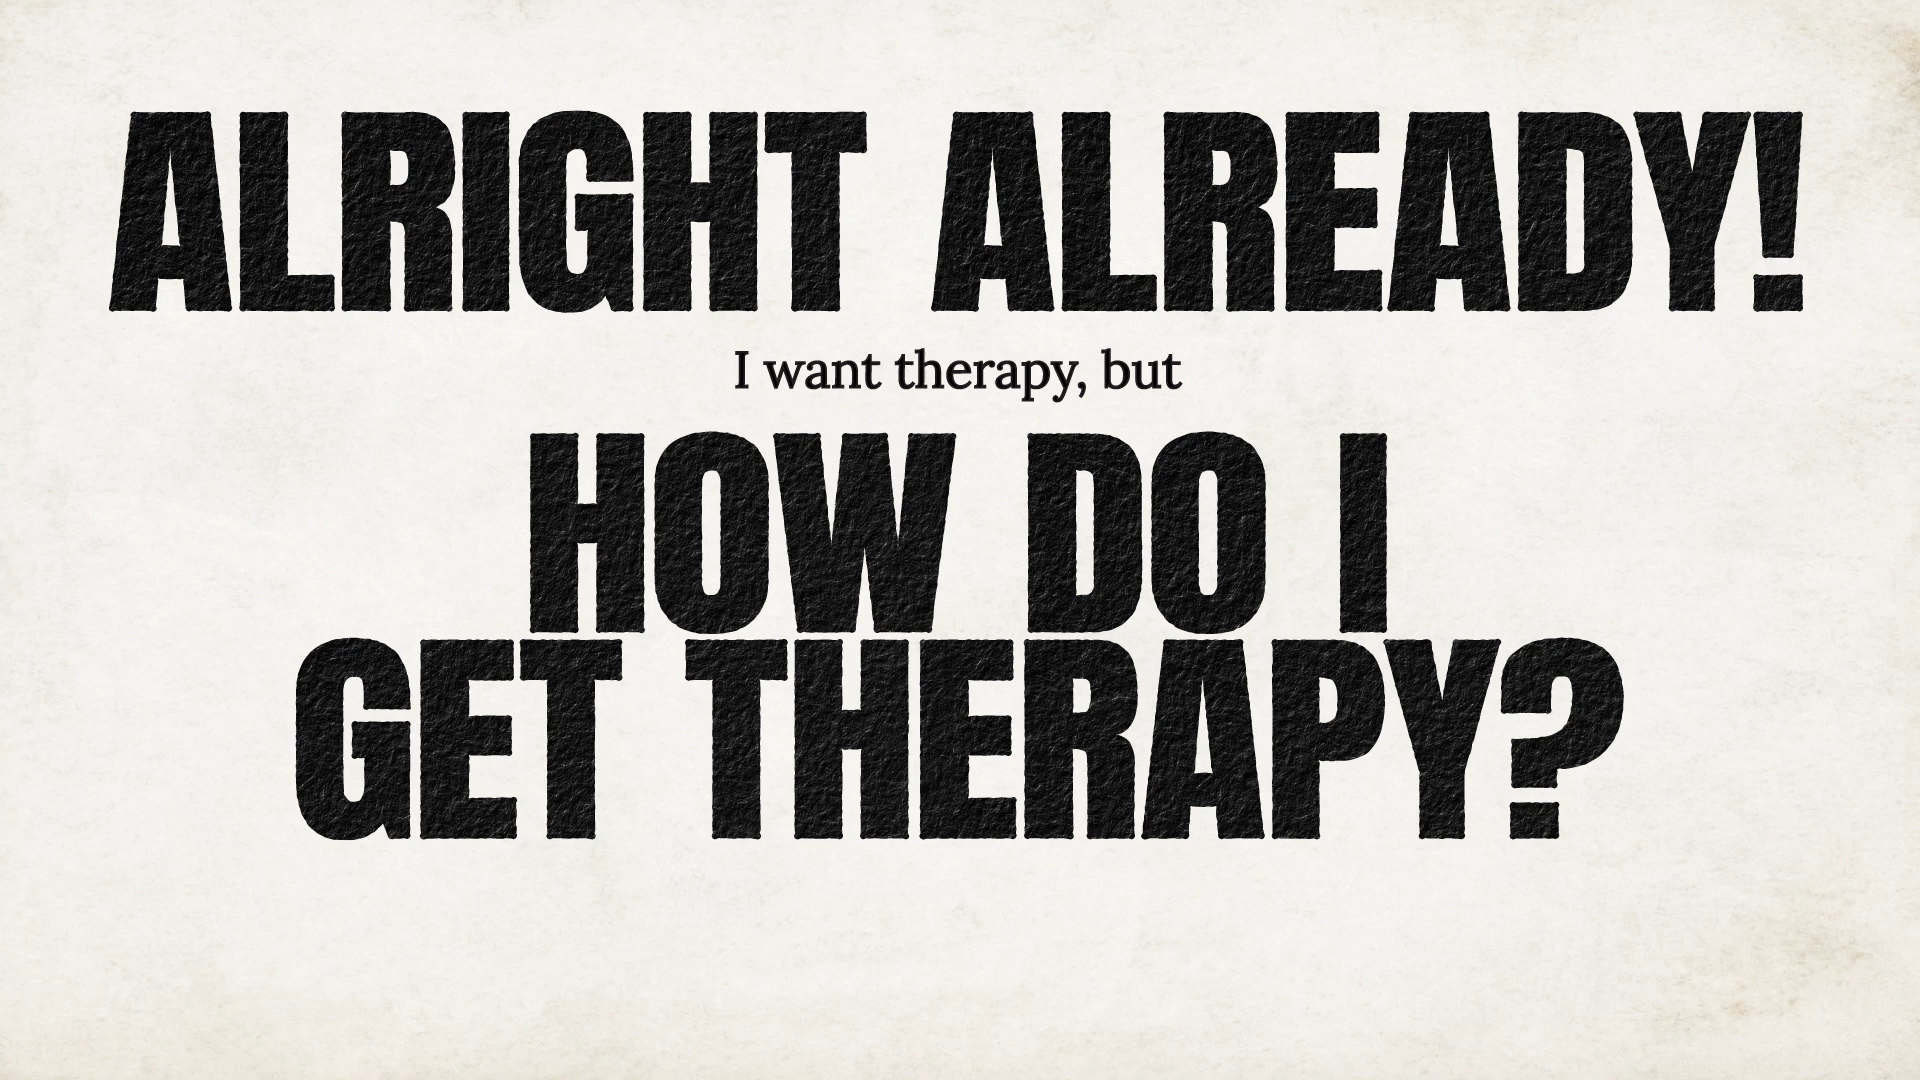 ALRIGHT ALREADY!
I want therapy, but
HOW DO I
GET THERAPY?